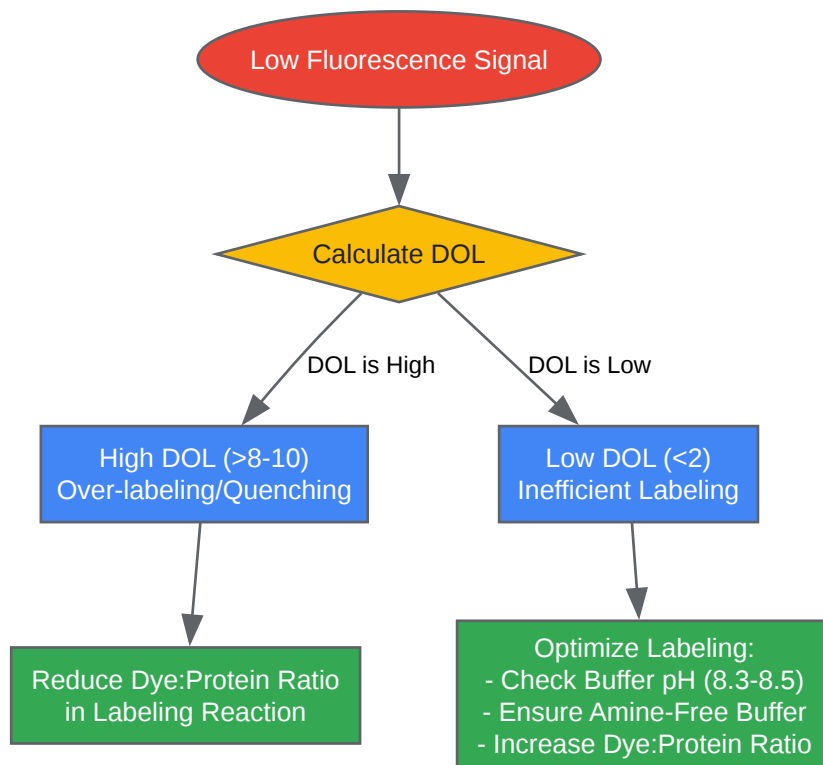 Low Fluorescence Signal
Calculate DOL
DOL is High
DOL is Low
High DOL (>8-10)
Over-labeling/Quenching
Low DOL (<2)
Inefficient Labeling
Reduce Dye:Protein Ratio
in Labeling Reaction
Optimize Labeling:
- Check Buffer pH (8.3-8.5)
- Ensure Amine-Free Buffer
- Increase Dye:Protein Ratio